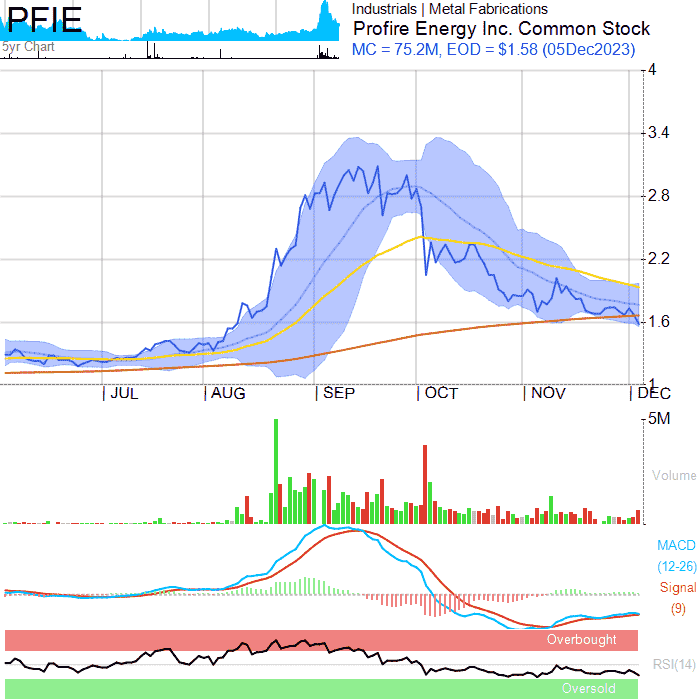 PFIE
5yr Chart
Industrials | Metal Fabrications
Profire Energy Inc. Common Stock
MC = 75.2M, EOD = $1.58 (05Dec2023)
4
3.4
2.8
2.2
1.6
1
JUL
AUG
SEP
OCT
NOV
DEC
5M
Volume
MACD
(12-26)
Signal
(9)
Overbought
RSI(14)
Oversold